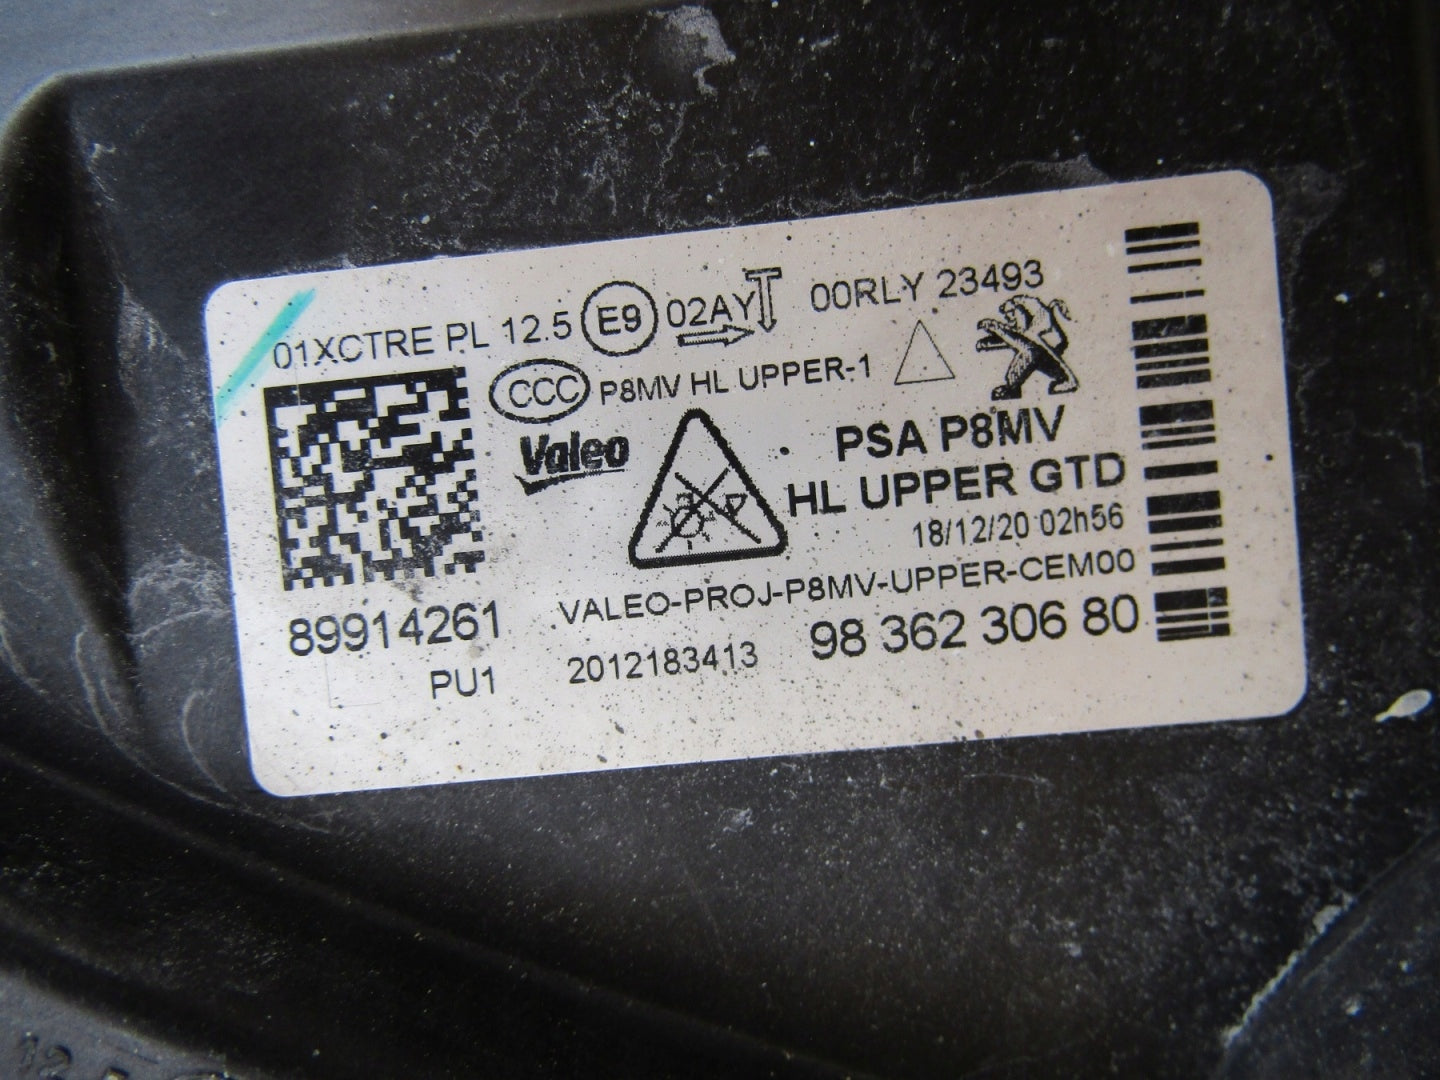 01XCTRE PL 12.5 E9 02AY 00RLY 23493
CCC P8MV HL UPPER-1
Valeo
PSA P8MV
HL UPPER GTD
18/12/20 02h56
VALEO-PROJ-P8MV-UPPER-CEM00
89914261
2012183413 98 362 306 80
PU1